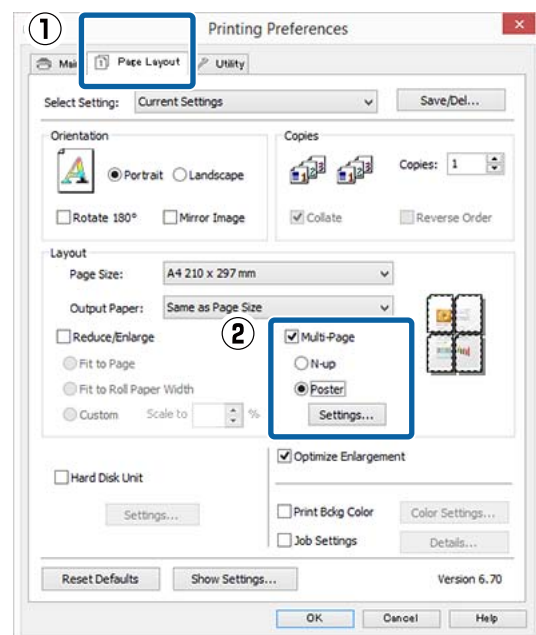 ① Printing Preferences
Main Page Layout Utility
Select Setting: Current Settings Save/Del...
Orientation Copies
Portrait Landscape Copies: 1
Rotate 180° Mirror Image Collate Reverse Order
Layout
Page Size: A4 210 x 297 mm
Output Paper: Same as Page Size
Reduce/Enlarge ② Multi-Page
Fit to Page N-up
Fit to Roll Paper Width Poster
Custom Scale to % Settings...
Optimize Enlargement
Hard Disk Unit
Settings... Print Bckg Color Color Settings...
Job Settings Details...
Reset Defaults Show Settings... Version 6.70
OK Cancel Help